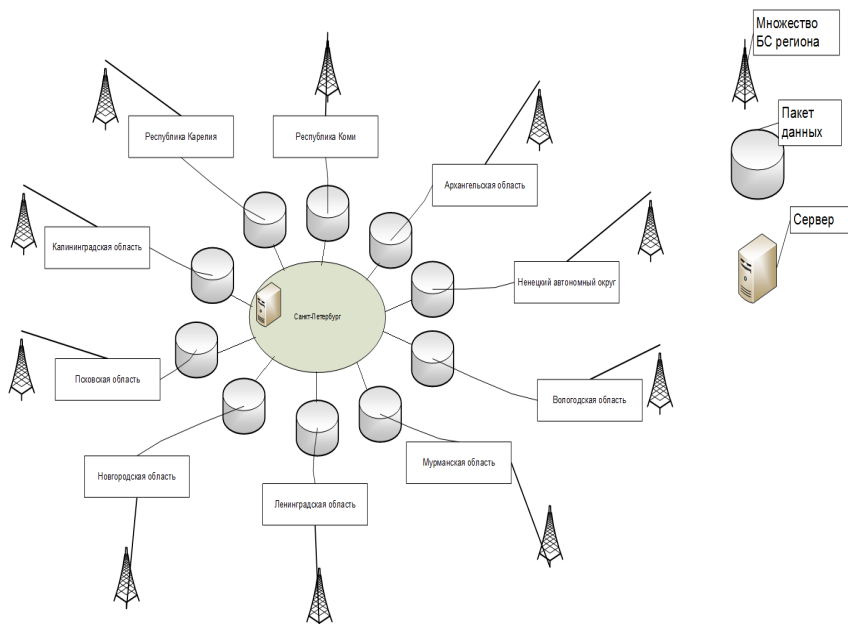 Множество
БС региона
Республика Карелия
Республика Коми
Пакет
данных
Архангельская область
Сервер
Калининградская область
Ненецкий автономный округ
Санкт-Петербург
Псковская область
Вологодская область
Мурманская область
Новгородская область
Ленинградская область